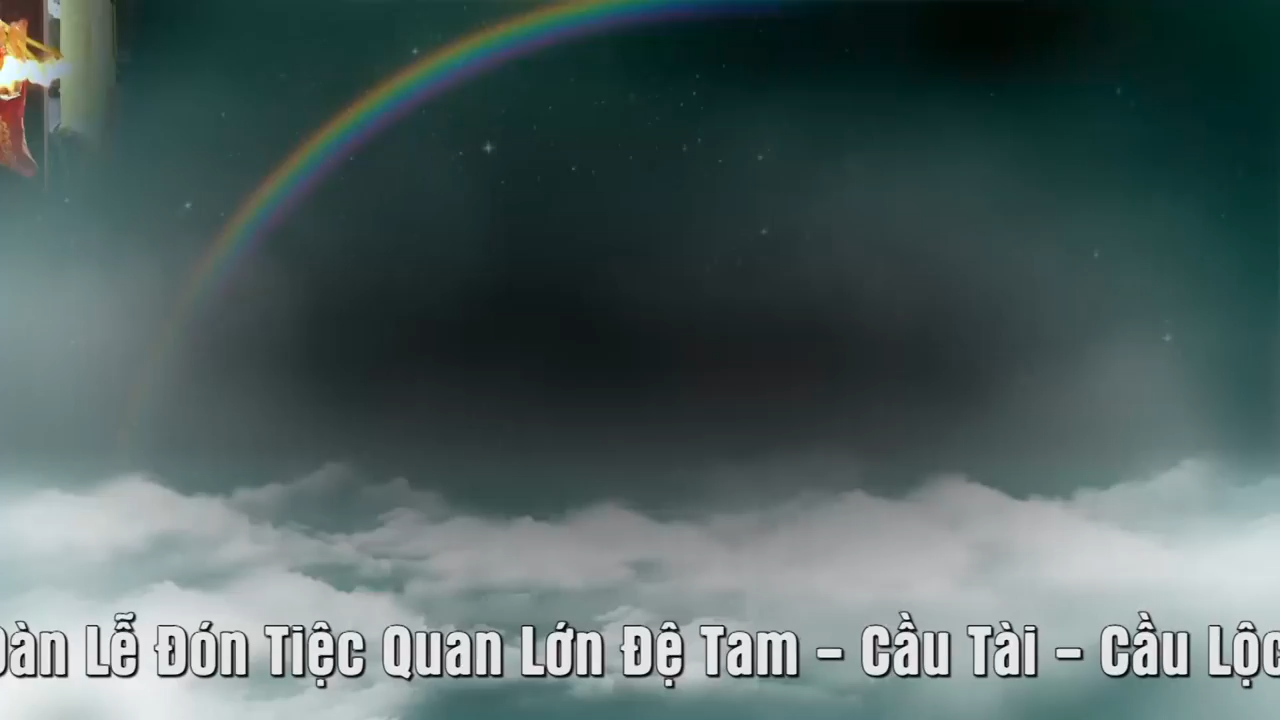 Đàn Lễ Đón Tiệc Quan Lớn Đệ Tam - Cầu Tài - Cầu Lộc